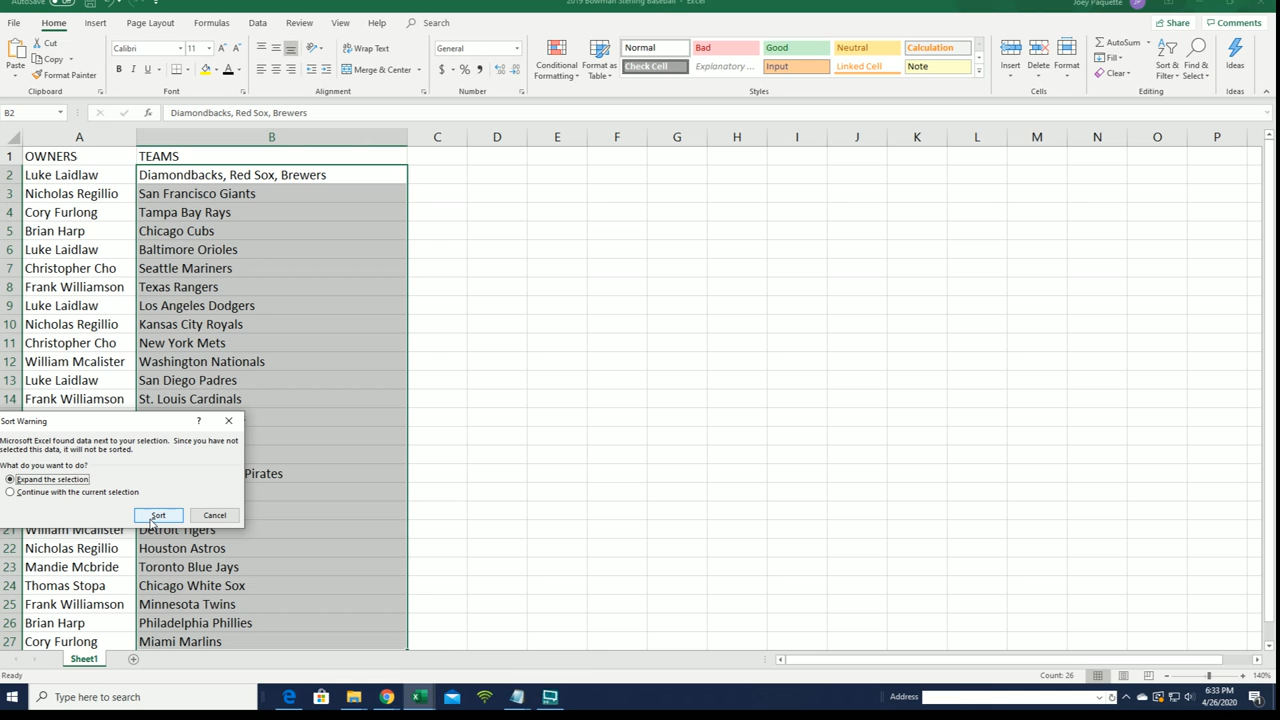 AutoSave Off 2019 Bowman Sterling Baseball - Excel Joey Paquette JP
File Home Insert Page Layout Formulas Data Review View Help Search Share Comments
Paste Cut Copy Format Painter Clipboard
Calibri 11 A A B I U A Font
Wrap Text Merge & Center Alignment
General $ % Number
Conditional Formatting Format as Table
Normal Bad Good Neutral Calculation
Check Cell Explanatory ... Input Linked Cell Note
Styles
Insert Delete Format Cells
AutoSum Fill Clear Sort & Filter Find & Select Editing
Ideas Ideas
B2 fx Diamondbacks, Red Sox, Brewers
A B C D E F G H I J K L M N O P
1 OWNERS TEAMS
2 Luke Laidlaw Diamondbacks, Red Sox, Brewers
3 Nicholas Regillio San Francisco Giants
4 Cory Furlong Tampa Bay Rays
5 Brian Harp Chicago Cubs
6 Luke Laidlaw Baltimore Orioles
7 Christopher Cho Seattle Mariners
8 Frank Williamson Texas Rangers
9 Luke Laidlaw Los Angeles Dodgers
10 Nicholas Regillio Kansas City Royals
11 Christopher Cho New York Mets
12 William Mcalister Washington Nationals
13 Luke Laidlaw San Diego Padres
14 Frank Williamson St. Louis Cardinals
Sort Warning ?
Microsoft Excel found data next to your selection. Since you have not
selected this data, it will not be sorted.
What do you want to do?
Expand the selection
Pirates
Continue with the current selection
Sort Cancel
21 William Mcalister Detroit Tigers
22 Nicholas Regillio Houston Astros
23 Mandie Mcbride Toronto Blue Jays
24 Thomas Stopa Chicago White Sox
25 Frank Williamson Minnesota Twins
26 Brian Harp Philadelphia Phillies
27 Cory Furlong Miami Marlins
Sheet1
Ready Count: 26 140%
Type here to search Address 6:33 PM
4/26/2020